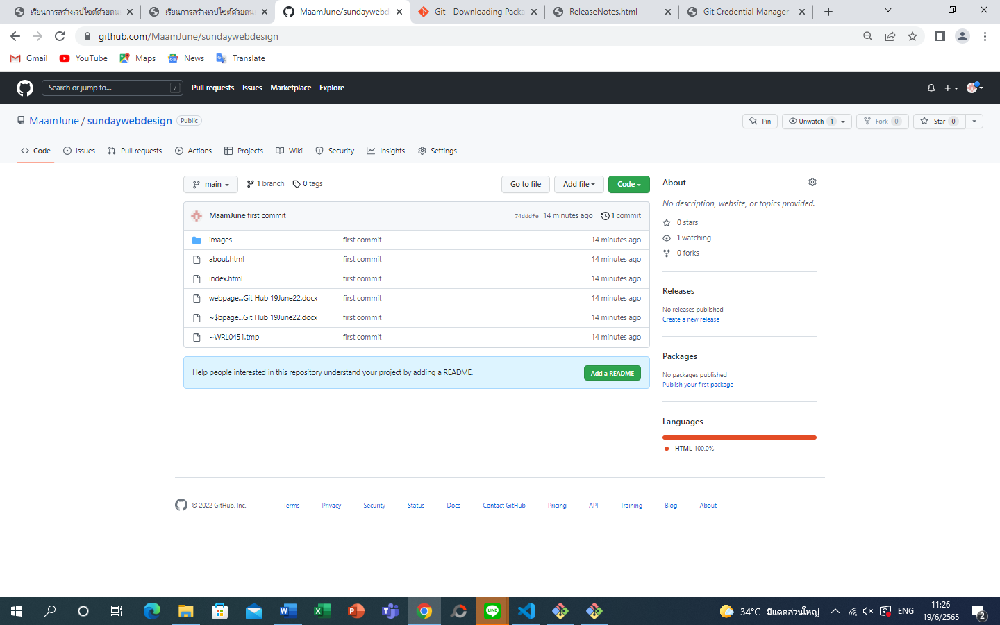 เรียนการสร้างเวปไซต์ด้วยตน
เรียนการสร้างเวปไซต์ด้วยตน
MaamJune/sundaywebd
Git - Downloading Packa
ReleaseNotes.html
Git Credential Manager
github.com/MaamJune/sundaywebdesign
Gmail
YouTube
Maps
News
Translate
Search or jump to...
/
Pull requests
Issues
Marketplace
Explore
MaamJune / sundaywebdesign
Public
Pin
Unwatch 1
Fork 0
Star 0
Code
Issues
Pull requests
Actions
Projects
Wiki
Security
Insights
Settings
main
1 branch
0 tags
Go to file
Add file
Code
MaamJune first commit
74dddfe 14 minutes ago
1 commit
images first commit 14 minutes ago
about.html first commit 14 minutes ago
index.html first commit 14 minutes ago
webpage...Git Hub 19June22.docx first commit 14 minutes ago
~$bpage...Git Hub 19June22.docx first commit 14 minutes ago
~WRL0451.tmp first commit 14 minutes ago
Help people interested in this repository understand your project by adding a README.
Add a README
About
No description, website, or topics provided.
0 stars
1 watching
0 forks
Releases
No releases published
Create a new release
Packages
No packages published
Publish your first package
Languages
HTML 100.0%
© 2022 GitHub, Inc.
Terms
Privacy
Security
Status
Docs
Contact GitHub
Pricing
API
Training
Blog
About
LINE
34°C มีแดดส่วนใหญ่
ENG
11:26
19/6/2565
2